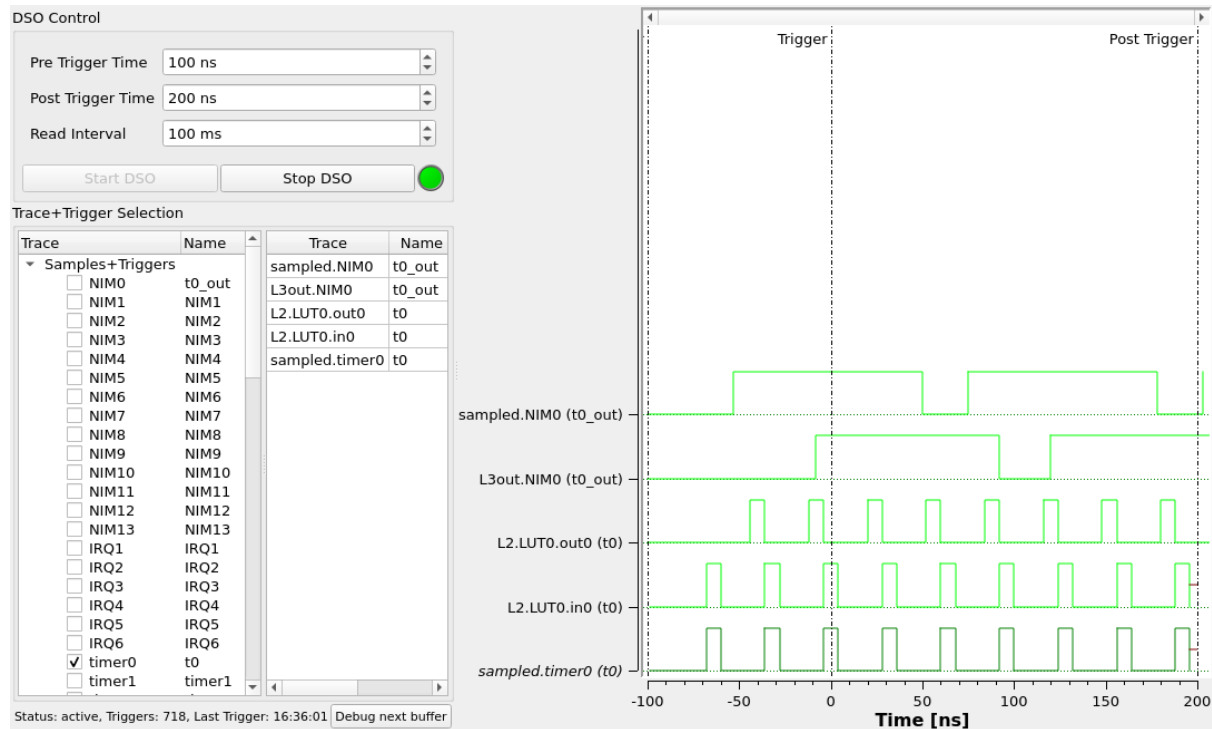 DSO Control
Pre Trigger Time 100 ns
Post Trigger Time 200 ns
Read Interval 100 ms
Start DSO Stop DSO
Trace+Trigger Selection
Trace Name
Samples+Triggers
NIM0 t0_out
NIM1 NIM1
NIM2 NIM2
NIM3 NIM3
NIM4 NIM4
NIM5 NIM5
NIM6 NIM6
NIM7 NIM7
NIM8 NIM8
NIM9 NIM9
NIM10 NIM10
NIM11 NIM11
NIM12 NIM12
NIM13 NIM13
IRQ1 IRQ1
IRQ2 IRQ2
IRQ3 IRQ3
IRQ4 IRQ4
IRQ5 IRQ5
IRQ6 IRQ6
timer0 t0
timer1 timer1
Trace Name
sampled.NIM0 t0_out
L3out.NIM0 t0_out
L2.LUT0.out0 t0
L2.LUT0.in0 t0
sampled.timer0 t0
Status: active, Triggers: 718, Last Trigger: 16:36:01 Debug next buffer
Trigger Post Trigger
sampled.NIM0 (t0_out)
L3out.NIM0 (t0_out)
L2.LUT0.out0 (t0)
L2.LUT0.in0 (t0)
sampled.timer0 (t0)
-100 -50 0 50 100 150 200
Time [ns]